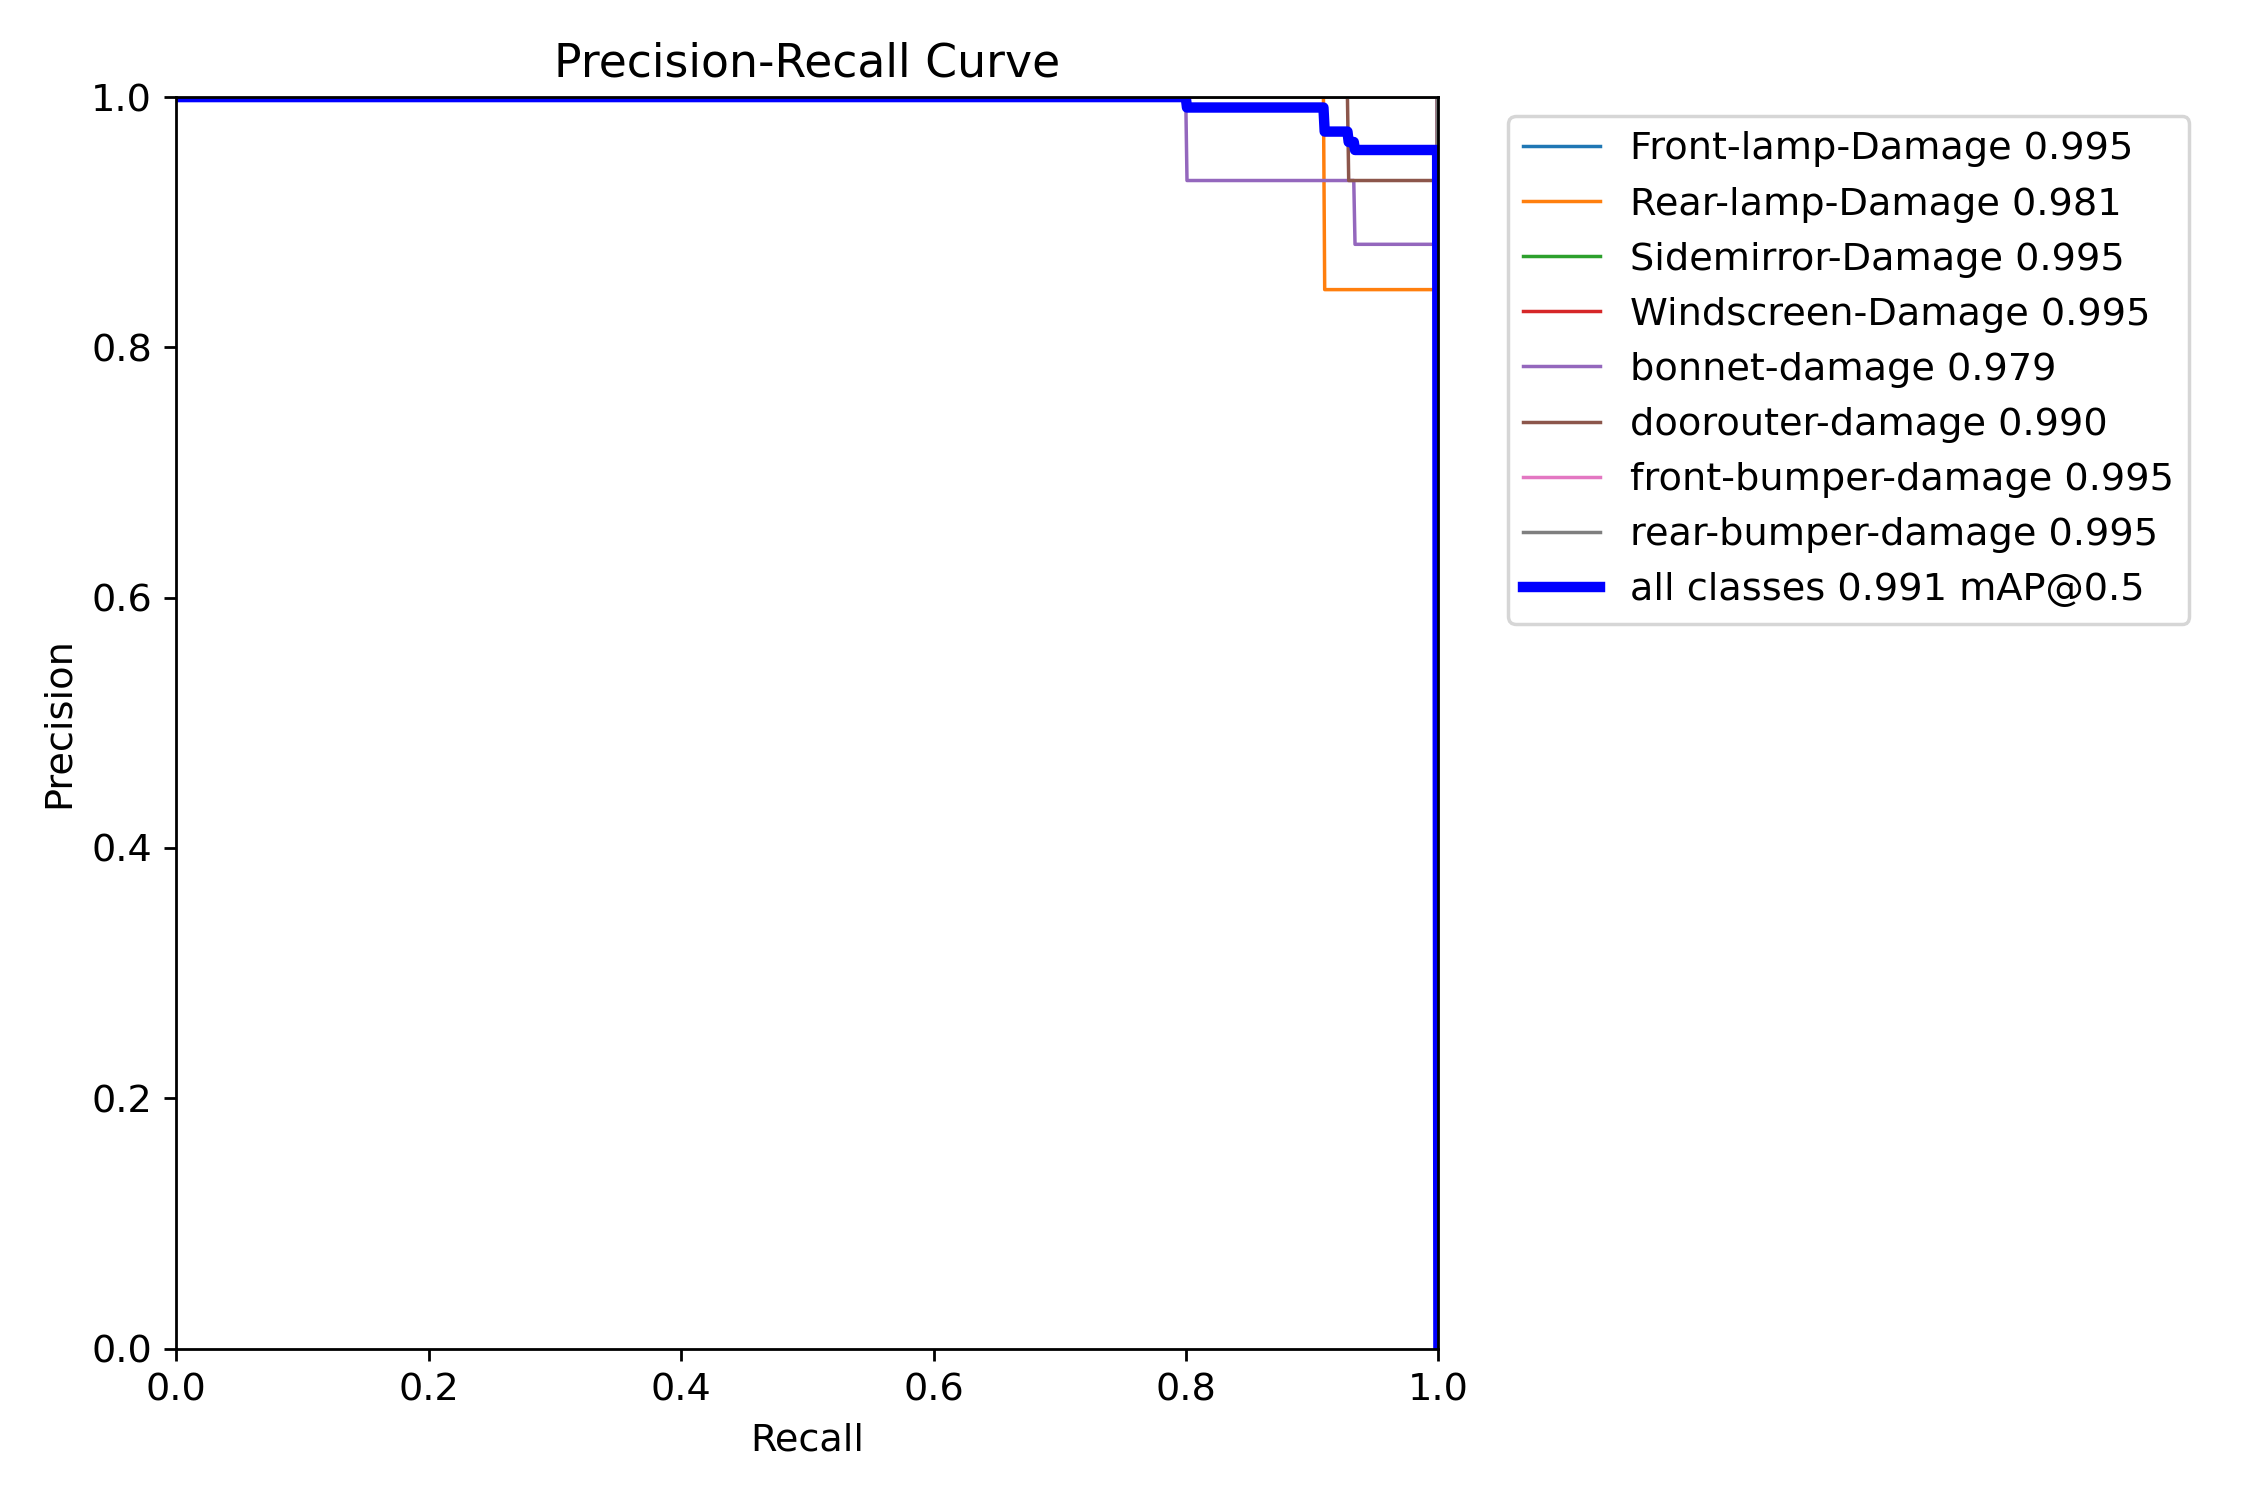 Precision-Recall Curve
1.0
0.8
0.6
0.4
0.2
0.0
Precision
0.0 0.2 0.4 0.6 0.8 1.0
Recall
Front-lamp-Damage 0.995
Rear-lamp-Damage 0.981
Sidemirror-Damage 0.995
Windscreen-Damage 0.995
bonnet-damage 0.979
doorouter-damage 0.990
front-bumper-damage 0.995
rear-bumper-damage 0.995
all classes 0.991 mAP@0.5